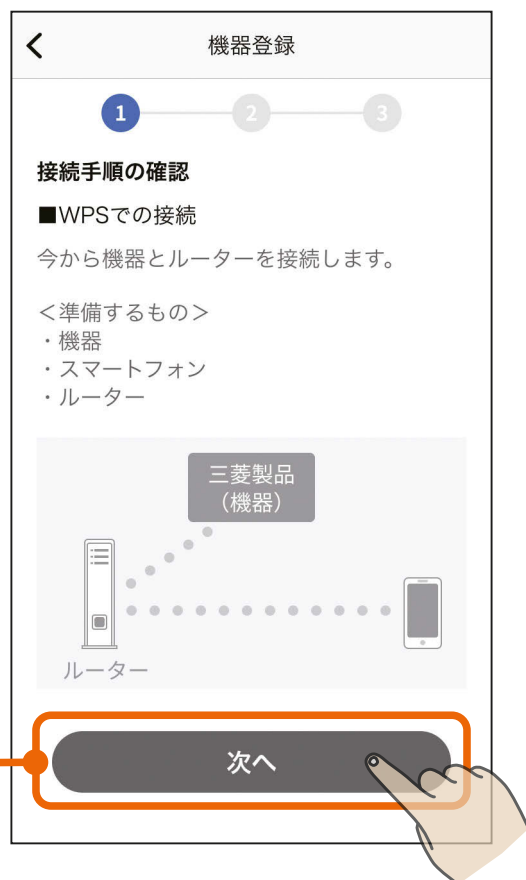 機器登録
1 2 3
接続手順の確認
■WPSでの接続
今から機器とルーターを接続します。
＜準備するもの＞
・機器
・スマートフォン
・ルーター
三菱製品
（機器）
ルーター
次へ